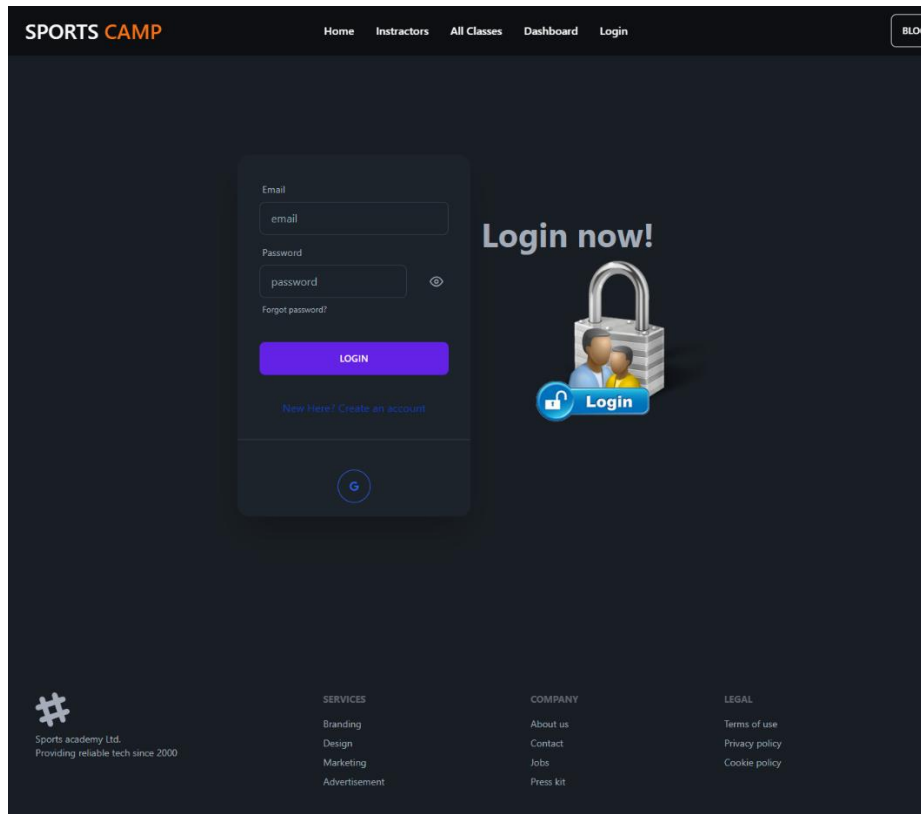 SPORTS CAMP
Home Instructors All Classes Dashboard Login
Email
email
Login now!
Password
password
Forgot password?
LOGIN
Login
New Here? Create an account
G
SERVICES COMPANY LEGAL
Branding About us Terms of use
Sports academy Ltd.
Design Contact Privacy policy
Providing reliable tech since 2000
Marketing Jobs Cookie policy
Advertisement Press kit